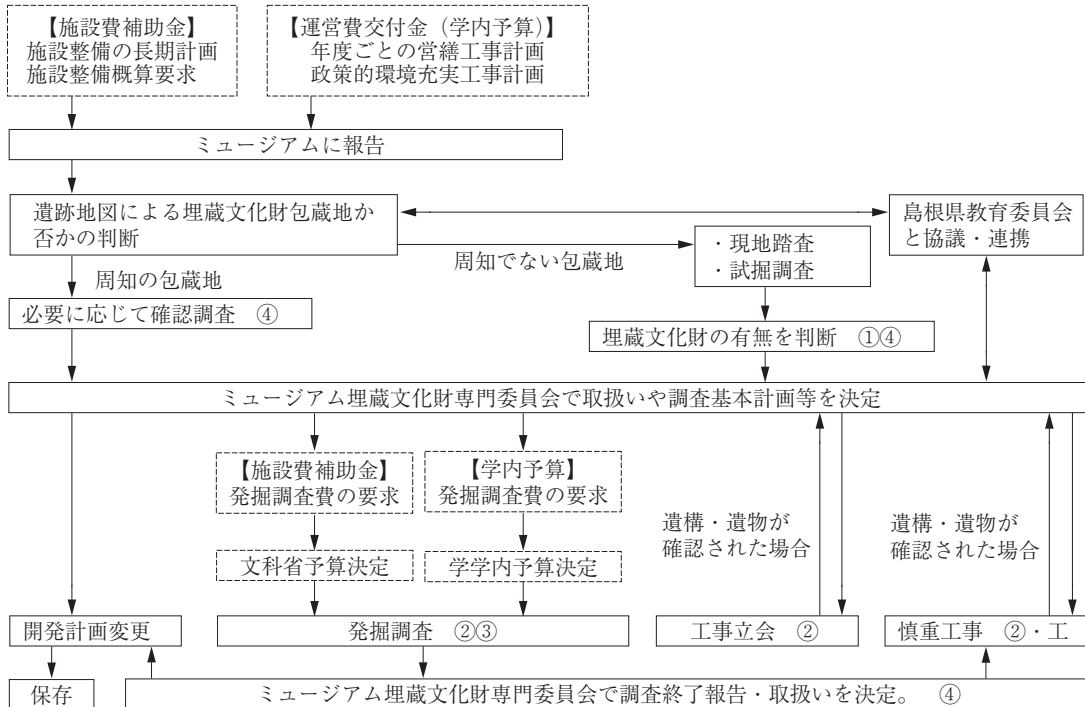 【施設費補助金】
施設整備の長期計画
施設整備概算要求
【運営費交付金（学内予算）】
年度ごとの営繕工事計画
政策的環境充実工事計画
ミュージアムに報告
遺跡地図による埋蔵文化財包蔵地か
否かの判断
島根県教育委員会
と協議・連携
・現地踏査
・試掘調査
周知でない包蔵地
周知の包蔵地
必要に応じて確認調査　④
埋蔵文化財の有無を判断　①④
ミュージアム埋蔵文化財専門委員会で取扱いや調査基本計画等を決定
【施設費補助金】
発掘調査費の要求
【学内予算】
発掘調査費の要求
遺構・遺物が
確認された場合
遺構・遺物が
確認された場合
文科省予算決定
学学内予算決定
開発計画変更
発掘調査　②③
工事立会　②
慎重工事　②・工
保存
ミュージアム埋蔵文化財専門委員会で調査終了報告・取扱いを決定。　④